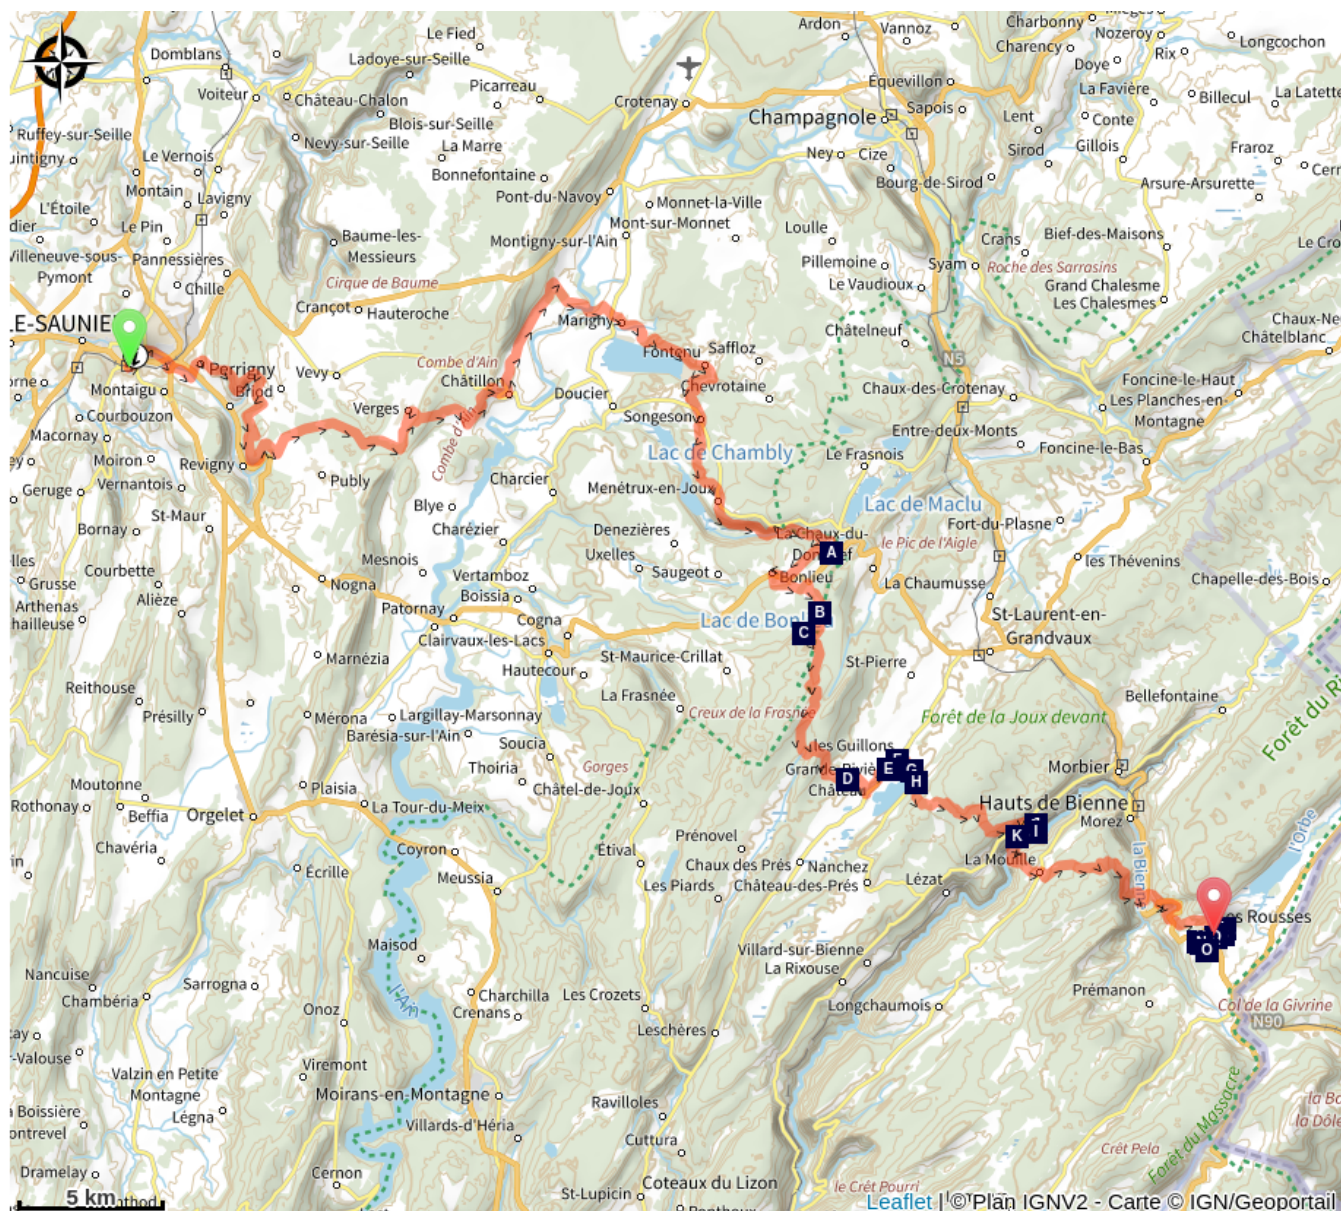 Le Fied
Ardon
Vannoz
Charbonny
Nozeroy
Longcochon
Charency
Rix
Domblans
Ladoye-sur-Seille
Doye
Voiteur
Château-Chalon
Picarreau
Crotenay
Équevillon
La Favière
Billecul
La Latette
Blois-sur-Seille
Champagnole
Sapois
Lent
Conte
Ruffey-sur-Seille
Nevy-sur-Seille
La Marre
Ney
Cize
Sirod
Gillois
Fraroz
Le Vernois
Bonnefontaine
Bourg-de-Sirod
Arsure-Arsurette
Montain
Lavigny
Pont-du-Navoy
Monnet-la-Ville
L'Étoile
Le Pin
Mont-sur-Monnet
Loulle
Crans
Bief-des-Maisons
Baume-les-
Messieurs
Montigny-sur-l'Ain
Pannessières
Villeneuve-sous-
Pymont
Pillemoine
Syam
Roche des Sarrasins
Chille
Cirque de Baume
Le Vaudioux
Grand Chalesme
Les Chalesmes
Crançot
Hauteroche
Marigny
Châtelneuf
Châtelblanc
Fontenu
Saffloz
Combe d'Ain
N5
Perrigny
Montaigu
Vevy
Châtillon
Chevrotaine
Chaux-des-Crotenay
Foncine-le-Haut
Briod
Doucier
Les Planches-en-
Montagne
Courbouzon
Verges
Songeson
Macornay
Combe d'Ain
Entre-deux-Monts
Foncine-le-Bas
Moiron
Revigny
Lac de Chambly
Le Frasnois
Vernantois
Publy
Charcier
Geruge
Menétrux-en-Joux
Lac de Maclu
St-Maur
Blye
Bornay
Charézier
Denezières
La Chaux-du-
Fort-du-Plasne
le Pic de l'Aigle
Uxelles
A
les Thévenins
Mesnois
Courbette
Saugeot
Bonlieu
Grusse
Nogna
Vertamboz
La Chaumusse
Chapelle-des-Bois
Alièze
Boissia
Arthenas
Patornay
B
St-Laurent-en-
Grandvaux
Cogna
C
Clairvaux-les-Lacs
Marnézia
St-Maurice-Crillat
St-Pierre
Hautecour
Reithouse
La Frasnée
Bellefontaine
Présilly
Mérona
Largillay-Marsonnay
Creux de la Frasnée
Forêt de la Joux devant
Barésia-sur-l'Ain
Soucia
les Guillons
Thoiria
Gorges
Morbier
Moutonne
Plaisia
Châtel-de-Joux
D
E
H
Beffia
La Tour-du-Meix
Hauts de Bienne
Rothonay
Orgelet
Morez
Prénovel
K
I
Chavéria
Coyron
Étival
la Bienne
l'Orbe
Chaux des Prés
Nanchez
La Mouille
Écrille
Meussia
Les Piards
Château-des-Prés
Lézat
Maisod
Villard-sur-Bienne
O
Nancuise
La Rixouse
Sarrogna
Charchilla
Les Crozets
Prémanon
Chambéria
l'Ain
Crenans
Longchaumois
Col de la Givrine
Onoz
Leschères
N90
Valzin en Petite
Montagne
Viremont
Moirans-en-Montagne
Ravilloles
Forêt du Massacre
Légna
Villards-d'Héria
Cuttura
Crêt Pela
Dramelay
Cernon
Coteaux du Lizon
St-Lupicin
le Crêt Pourri
5 km
Leaflet | © Plan IGNV2 - Carte © IGN/Geoportail